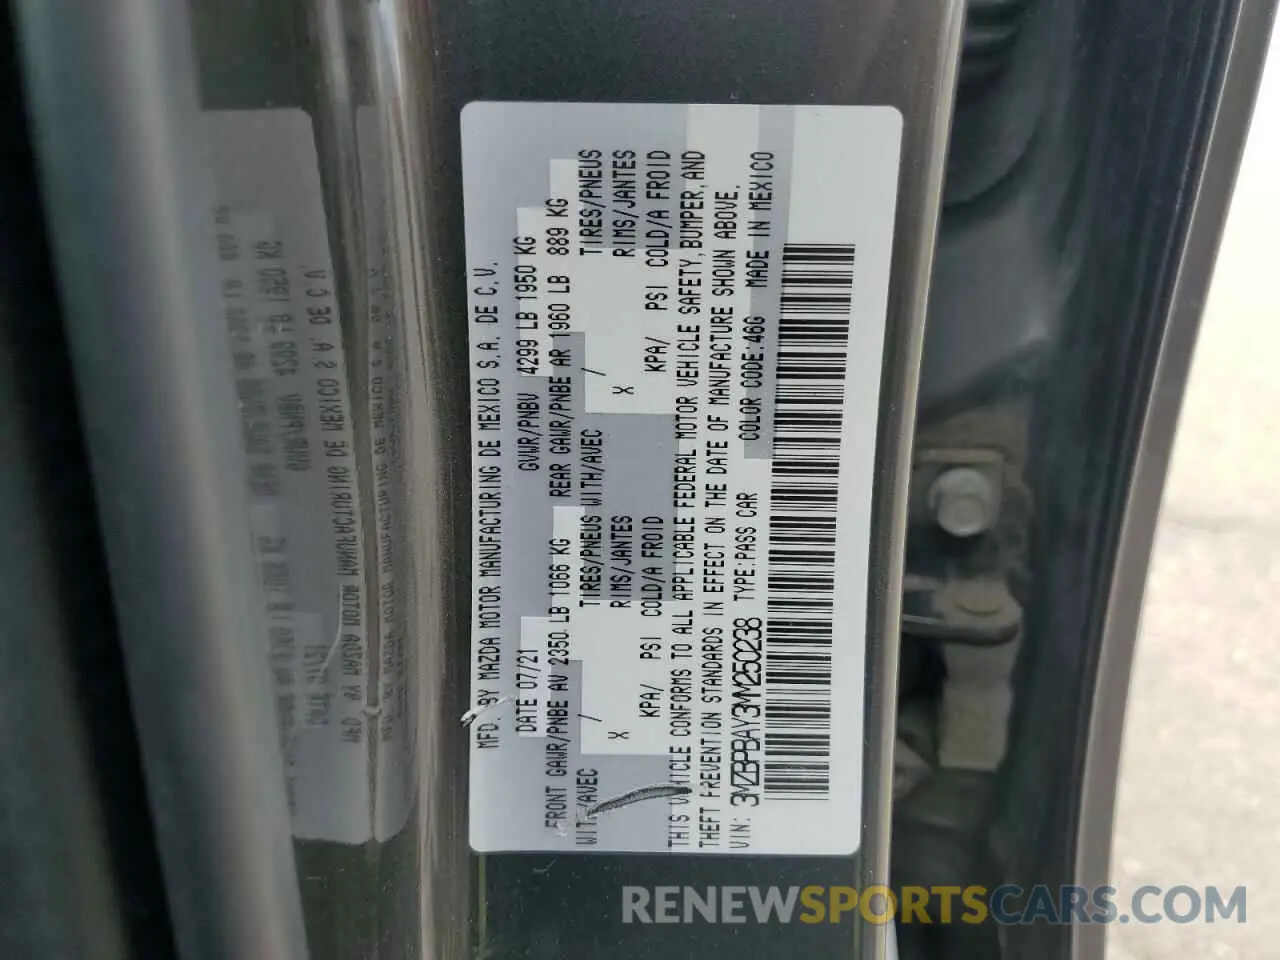 MFD. BY MAZDA MOTOR MANUFACTURING DE MEXICO S.A. DE C.V.
DATE 07/21 GVWR/PNBV 4299 LB 1950 KG
FRONT GAWR/PNBE AV 2350 LB 1066 KG REAR GAWR/PNBE AR 1960 LB 889 KG
WITH/AVEC / TIRES/PNEUS WITH/AVEC / TIRES/PNEUS
X RIMS/JANTES X RIMS/JANTES
KPA/ PSI COLD/A FROID KPA/ PSI COLD/A FROID
THIS VEHICLE CONFORMS TO ALL APPLICABLE FEDERAL MOTOR VEHICLE SAFETY, BUMPER, AND
THEFT PREVENTION STANDARDS IN EFFECT ON THE DATE OF MANUFACTURE SHOWN ABOVE.
VIN: 3MZBPBAY3MM250238 TYPE:PASS CAR COLOR CODE:46G MADE IN MEXICO
RENEWSPORTSCARS.COM